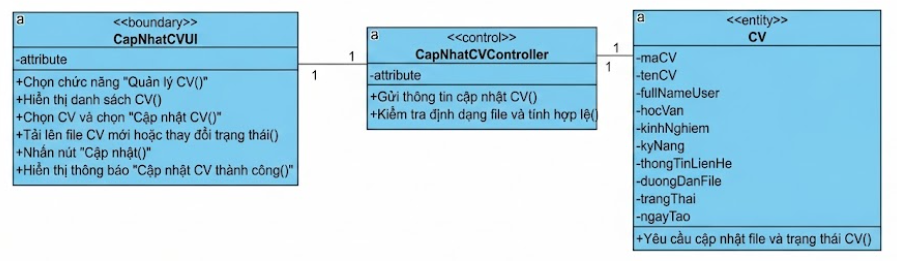 a
<<boundary>>
CapNhatCVUI
-attribute
+Chọn chức năng "Quản lý CV()"
+Hiển thị danh sách CV()
+Chọn CV và chọn "Cập nhật CV()"
+Tải lên file CV mới hoặc thay đổi trạng thái()
+Nhấn nút "Cập nhật()"
+Hiển thị thông báo "Cập nhật CV thành công()"
1
1
a
<<control>>
CapNhatCVController
-attribute
+Gửi thông tin cập nhật CV()
+Kiểm tra định dạng file và tính hợp lệ()
1
1
a
<<entity>>
CV
-maCV
-tenCV
-fullNameUser
-hocVan
-kinhNghiem
-kyNang
-thongTinLienHe
-duongDanFile
-trangThai
-ngayTao
+Yêu cầu cập nhật file và trạng thái CV()